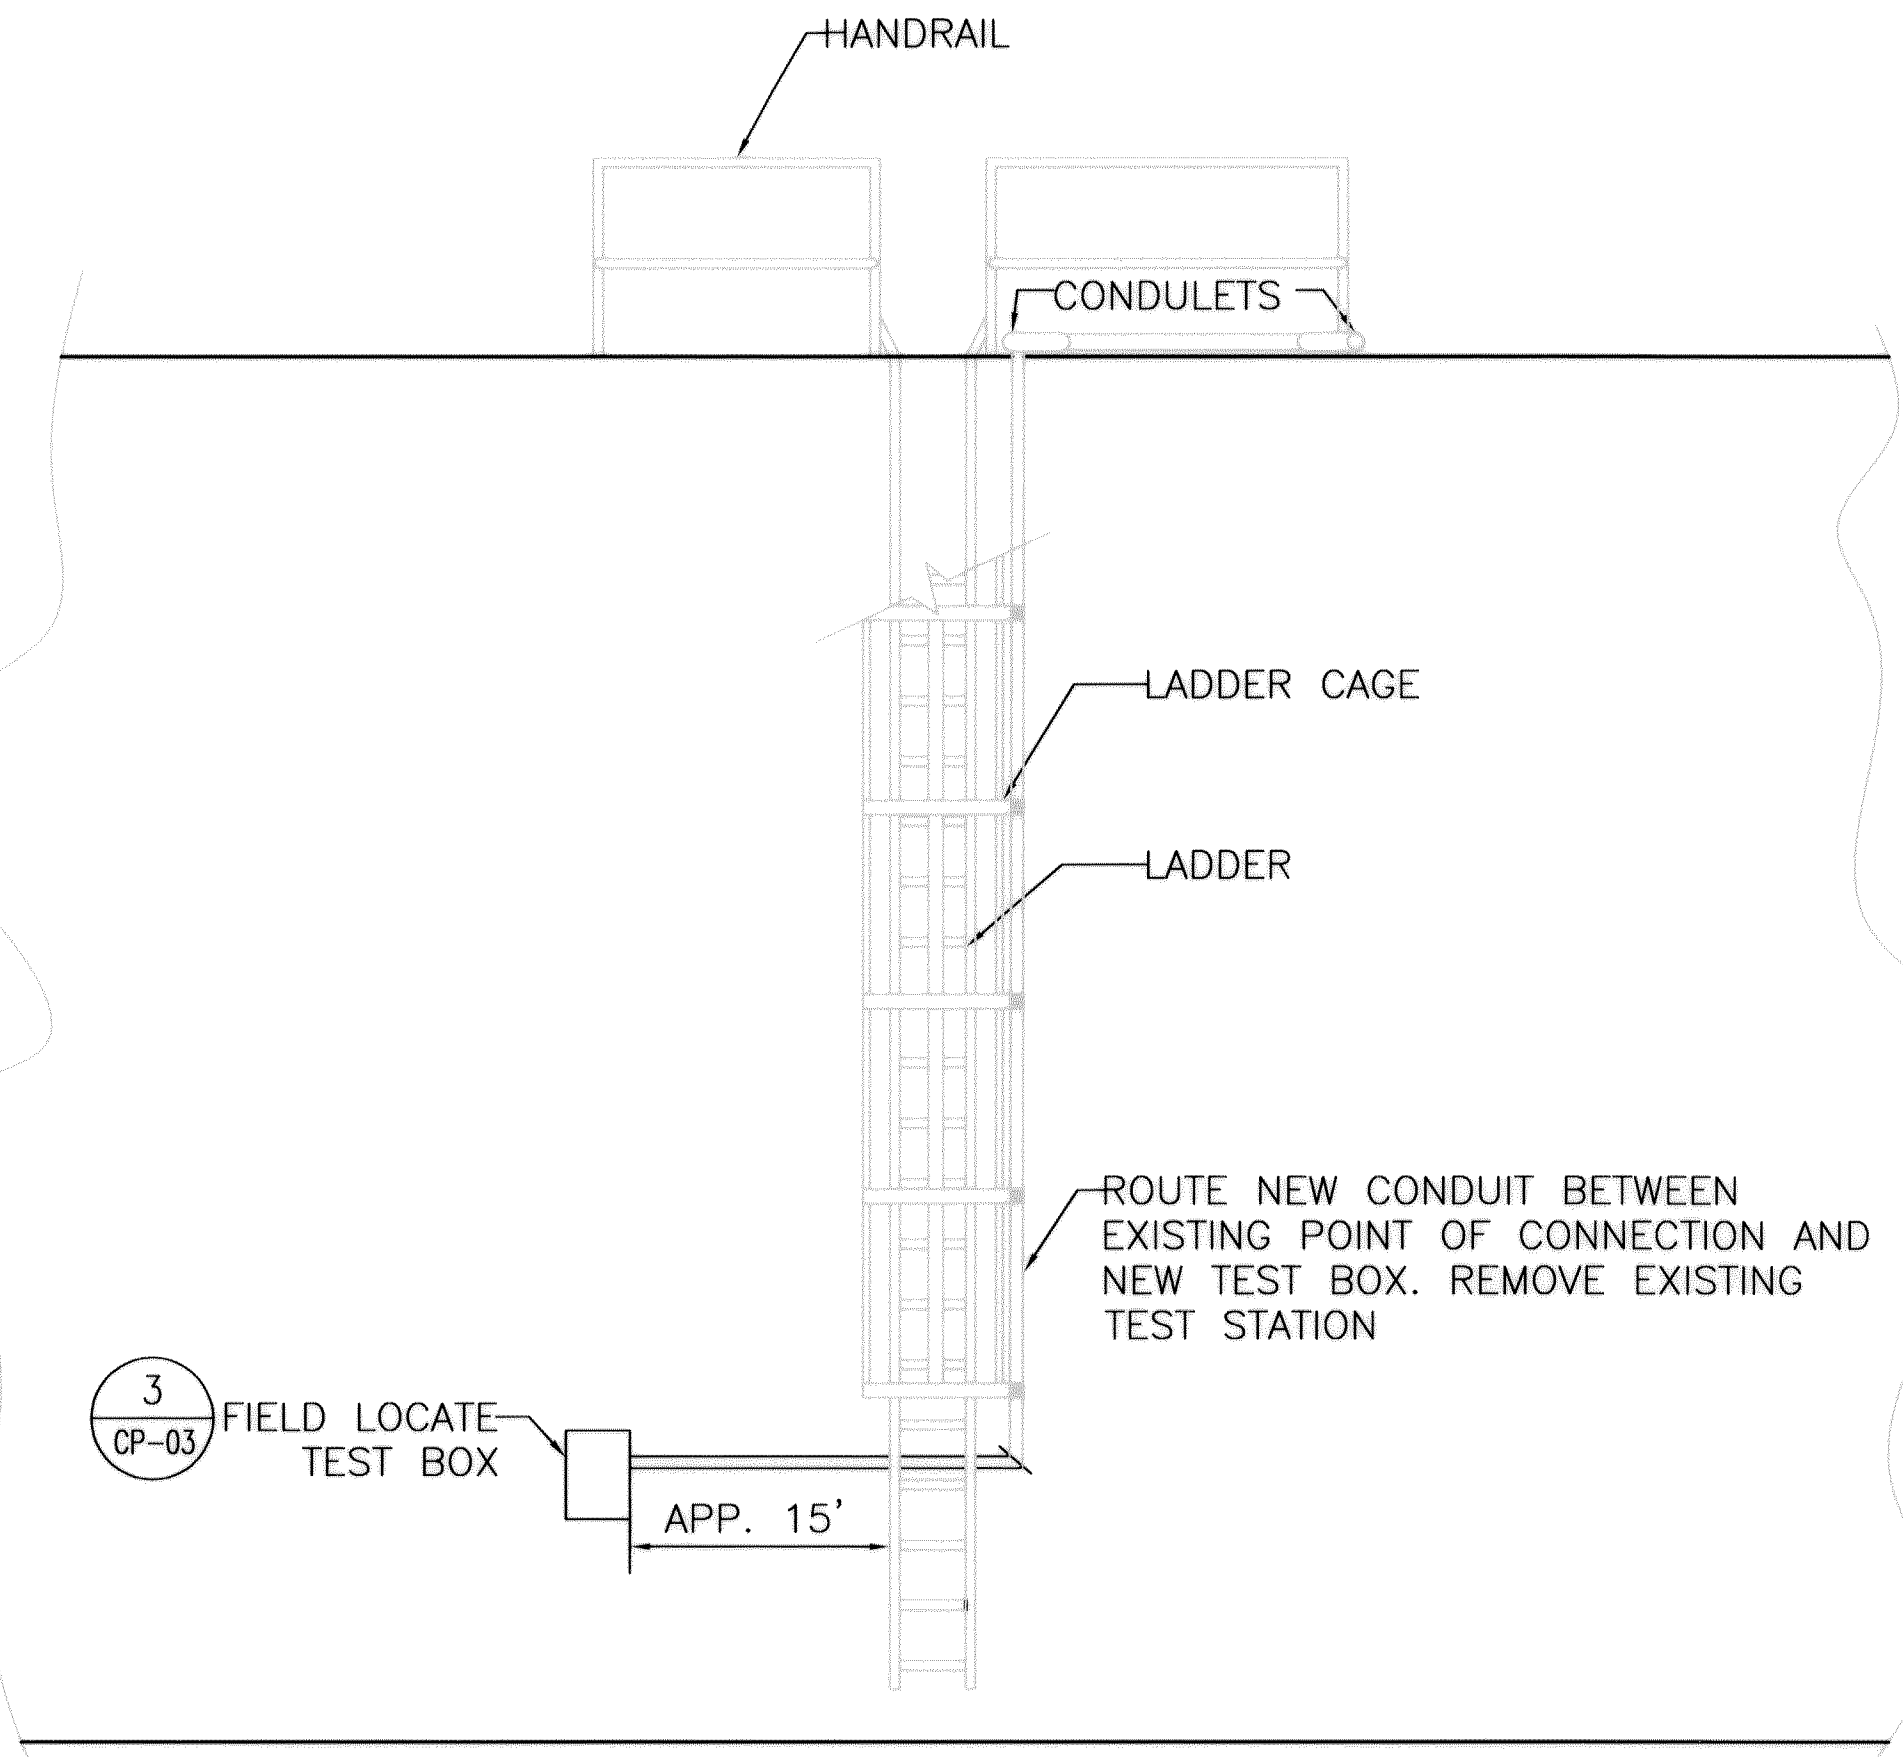 HANDRAIL
CONDULETS
LADDER CAGE
LADDER
ROUTE NEW CONDUIT BETWEEN
EXISTING POINT OF CONNECTION AND
NEW TEST BOX. REMOVE EXISTING
TEST STATION
3
CP-03
FIELD LOCATE
TEST BOX
APP. 15'